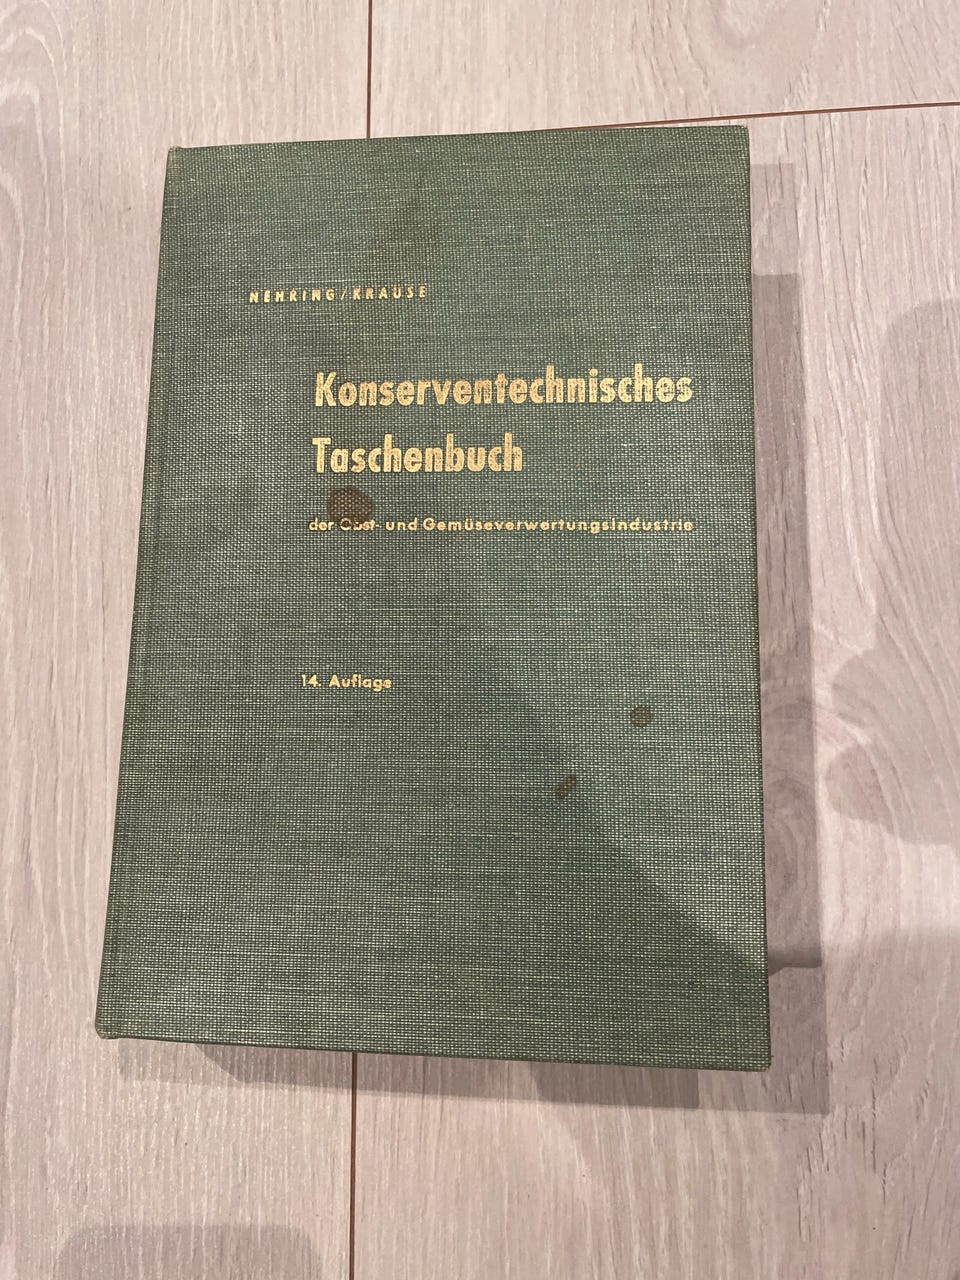 NEHRING/KRAUSE
Konserventechnisches
Taschenbuch
der Obst- und Gemüseverwertungsindustrie
14. Auflage